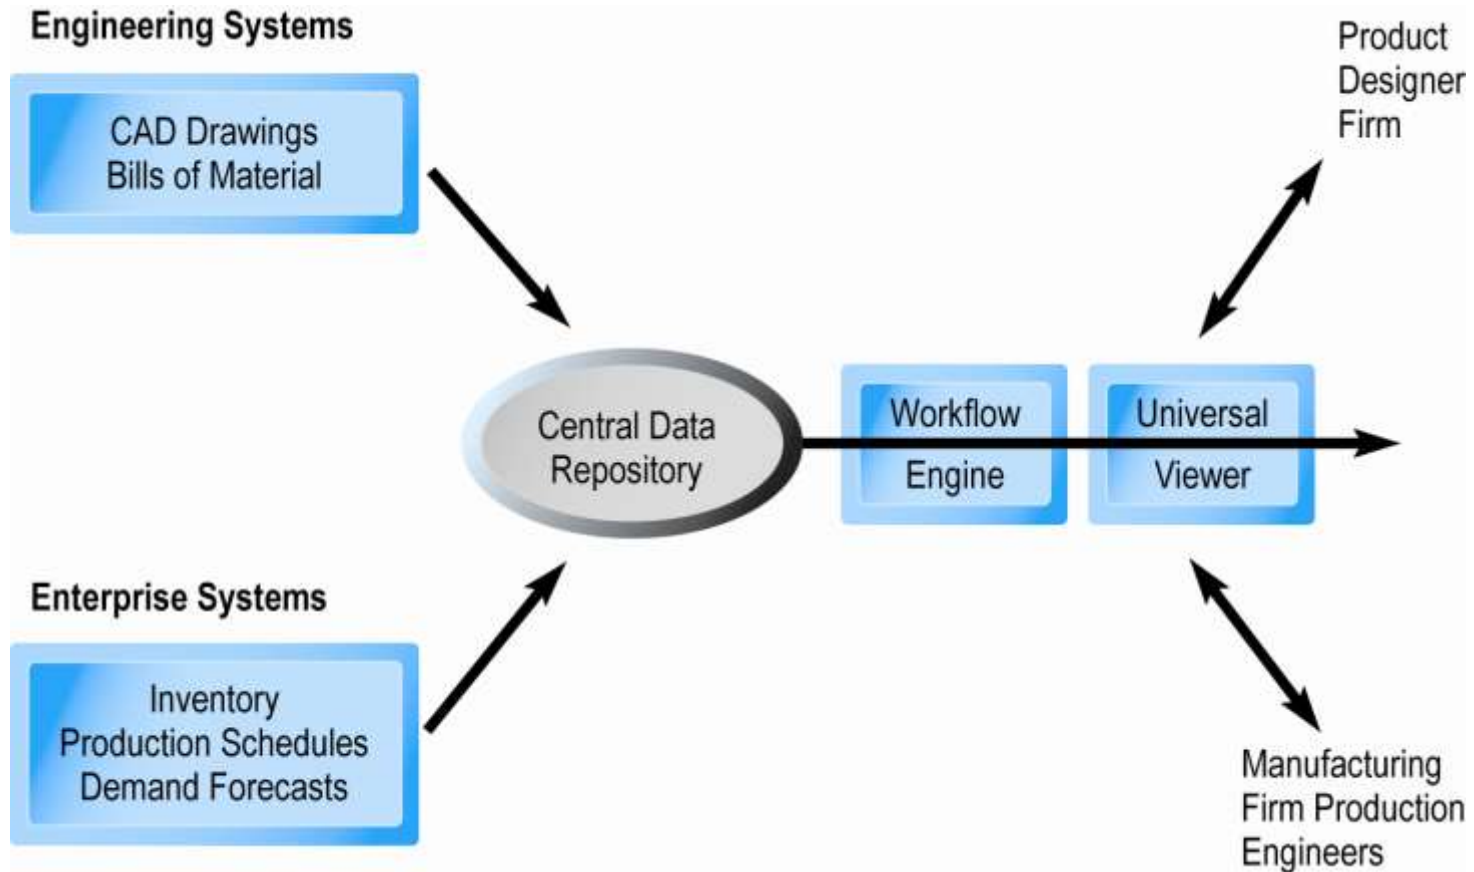 Engineering Systems
CAD Drawings
Bills of Material
Product
Designer
Firm
Central Data
Repository
Workflow
Engine
Universal
Viewer
Enterprise Systems
Inventory
Production Schedules
Demand Forecasts
Manufacturing
Firm Production
Engineers